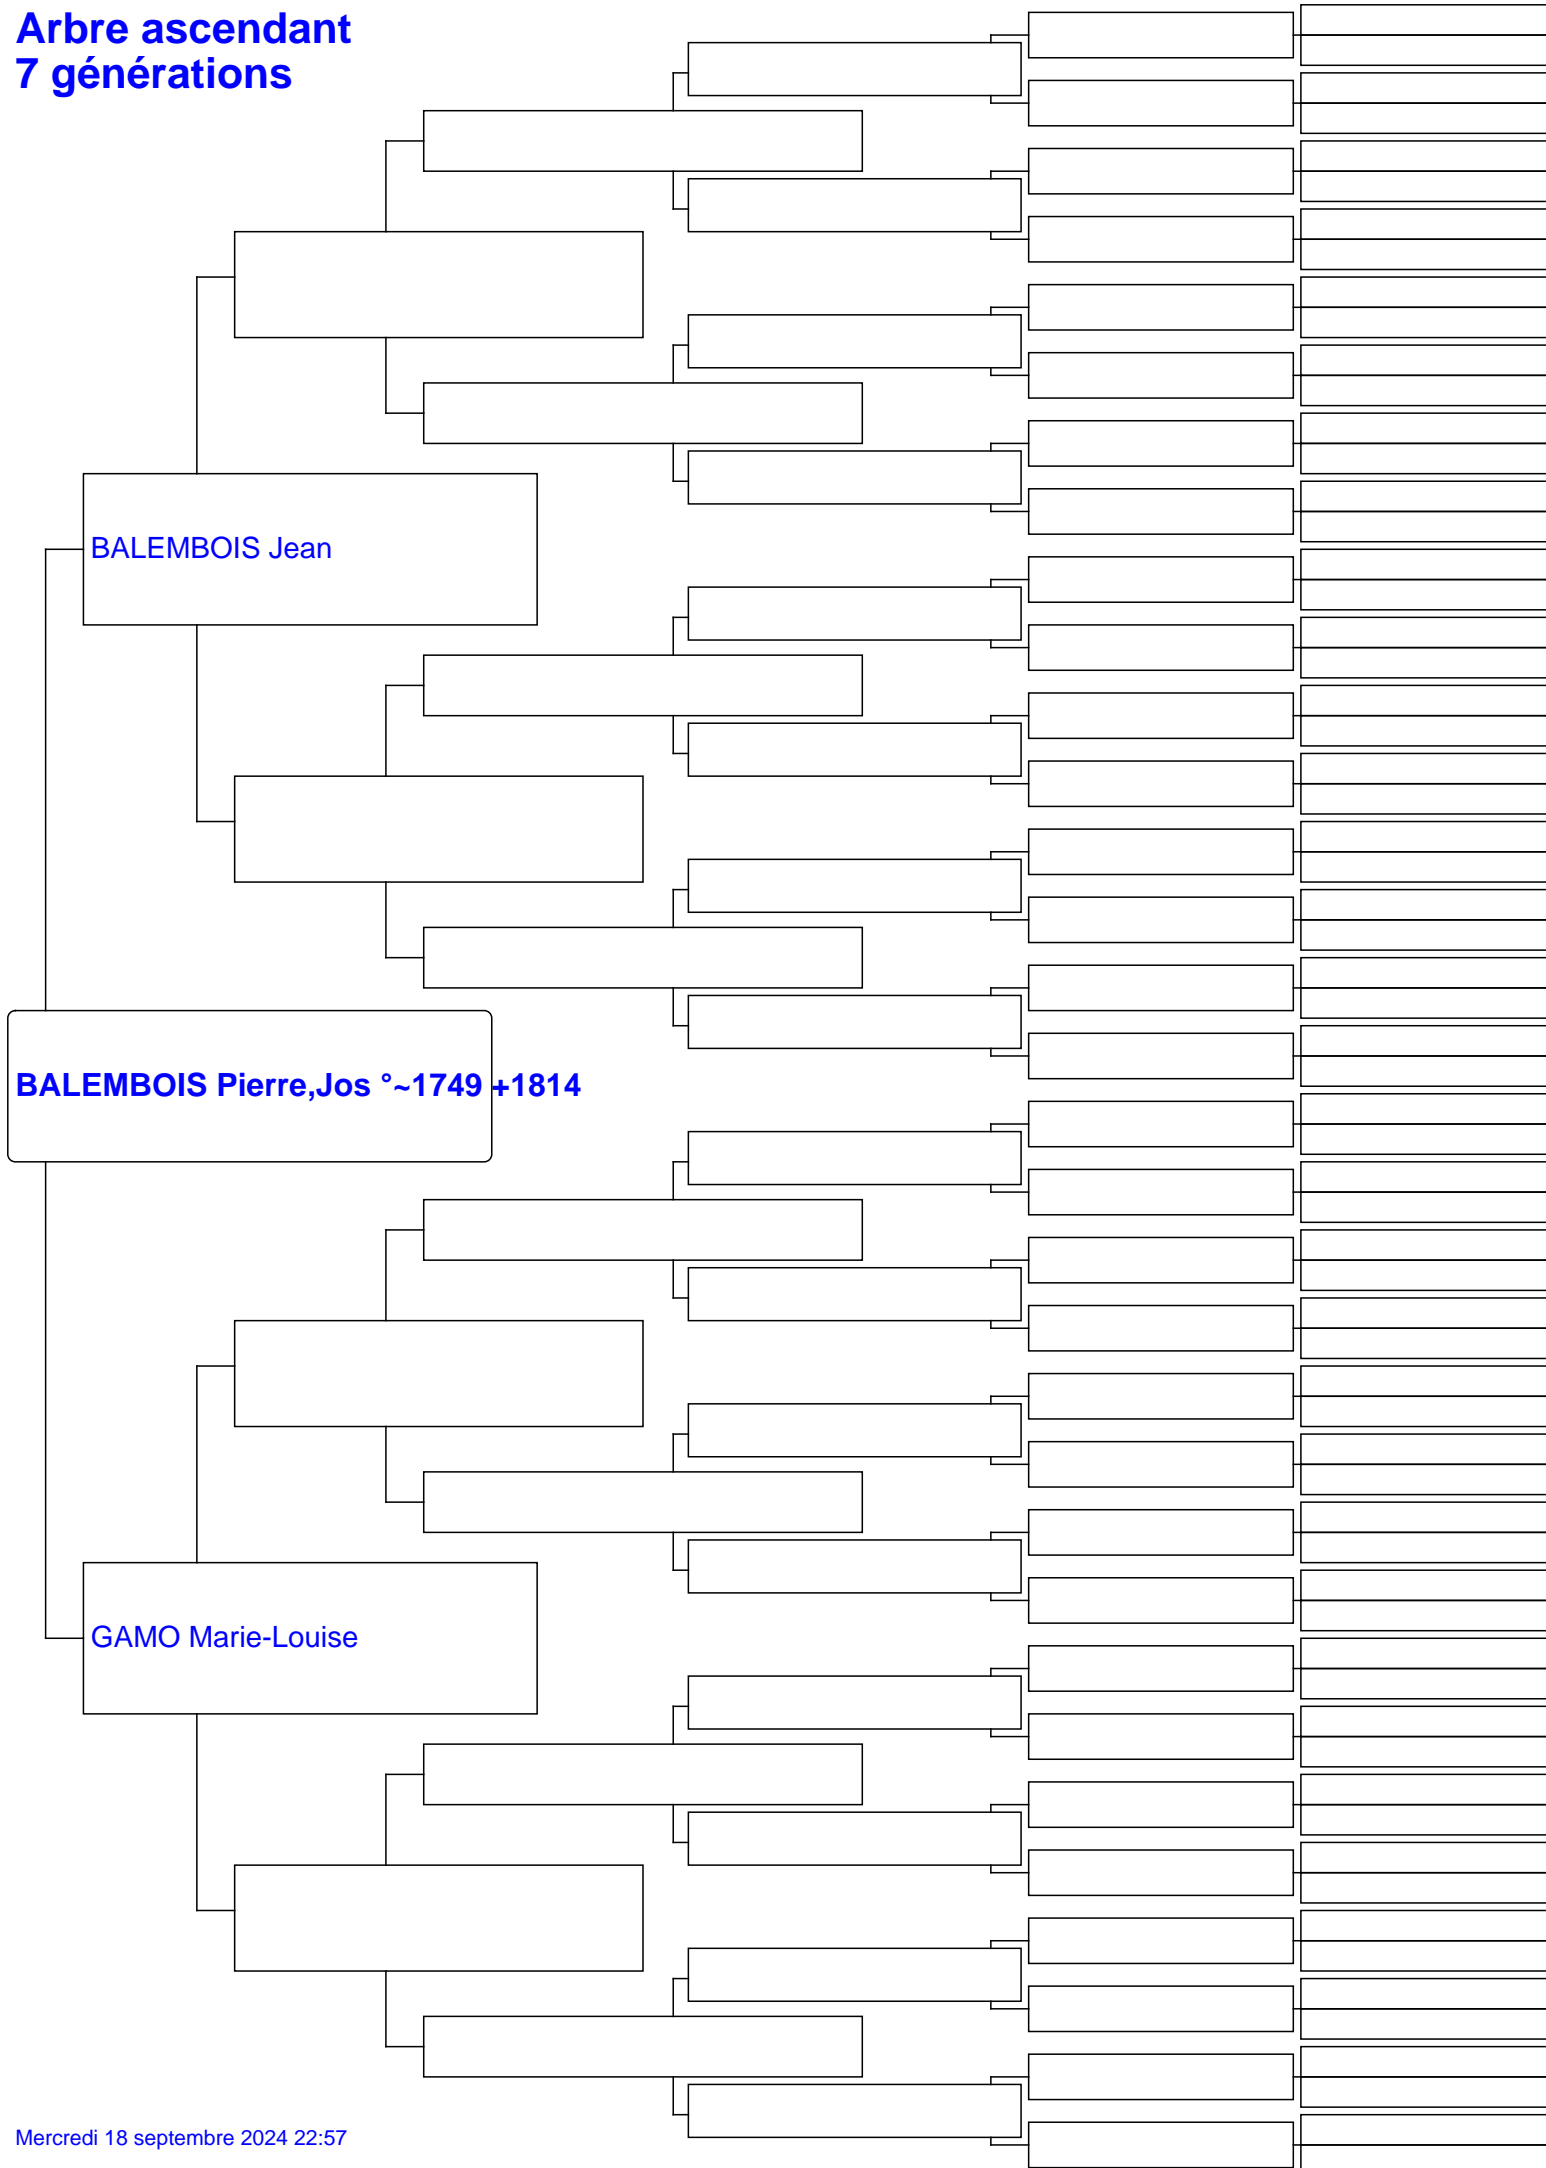 Arbre ascendant
7 générations
BALEMBOIS Jean
BALEMBOIS Pierre,Jos °~1749 +1814
GAMO Marie-Louise
Mercredi 18 septembre 2024 22:57